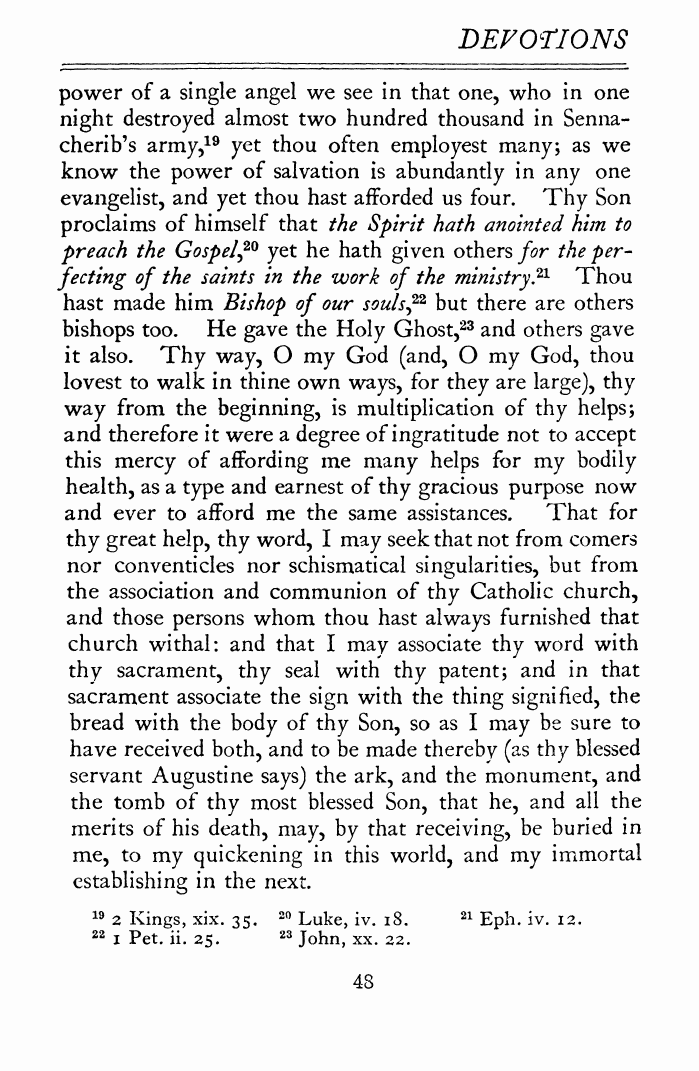 DEVOTIONS
power of a single angel we see in that one, who in one
night destroyed almost two hundred thousand in Senna-
cherib's army,¹⁹ yet thou often employest many; as we
know the power of salvation is abundantly in any one
evangelist, and yet thou hast afforded us four. Thy Son
proclaims of himself that the Spirit hath anointed him to
preach the Gospel,²⁰ yet he hath given others for the per-
fecting of the saints in the work of the ministry.²¹ Thou
hast made him Bishop of our souls,²² but there are others
bishops too. He gave the Holy Ghost,²³ and others gave
it also. Thy way, O my God (and, O my God, thou
lovest to walk in thine own ways, for they are large), thy
way from the beginning, is multiplication of thy helps;
and therefore it were a degree of ingratitude not to accept
this mercy of affording me many helps for my bodily
health, as a type and earnest of thy gracious purpose now
and ever to afford me the same assistances. That for
thy great help, thy word, I may seek that not from comers
nor conventicles nor schismatical singularities, but from
the association and communion of thy Catholic church,
and those persons whom thou hast always furnished that
church withal: and that I may associate thy word with
thy sacrament, thy seal with thy patent; and in that
sacrament associate the sign with the thing signified, the
bread with the body of thy Son, so as I may be sure to
have received both, and to be made thereby (as thy blessed
servant Augustine says) the ark, and the monument, and
the tomb of thy most blessed Son, that he, and all the
merits of his death, may, by that receiving, be buried in
me, to my quickening in this world, and my immortal
establishing in the next.
¹⁹ 2 Kings, xix. 35. ²⁰ Luke, iv. 18. ²¹ Eph. iv. 12.
²² 1 Pet. ii. 25. ²³ John, xx. 22.
48